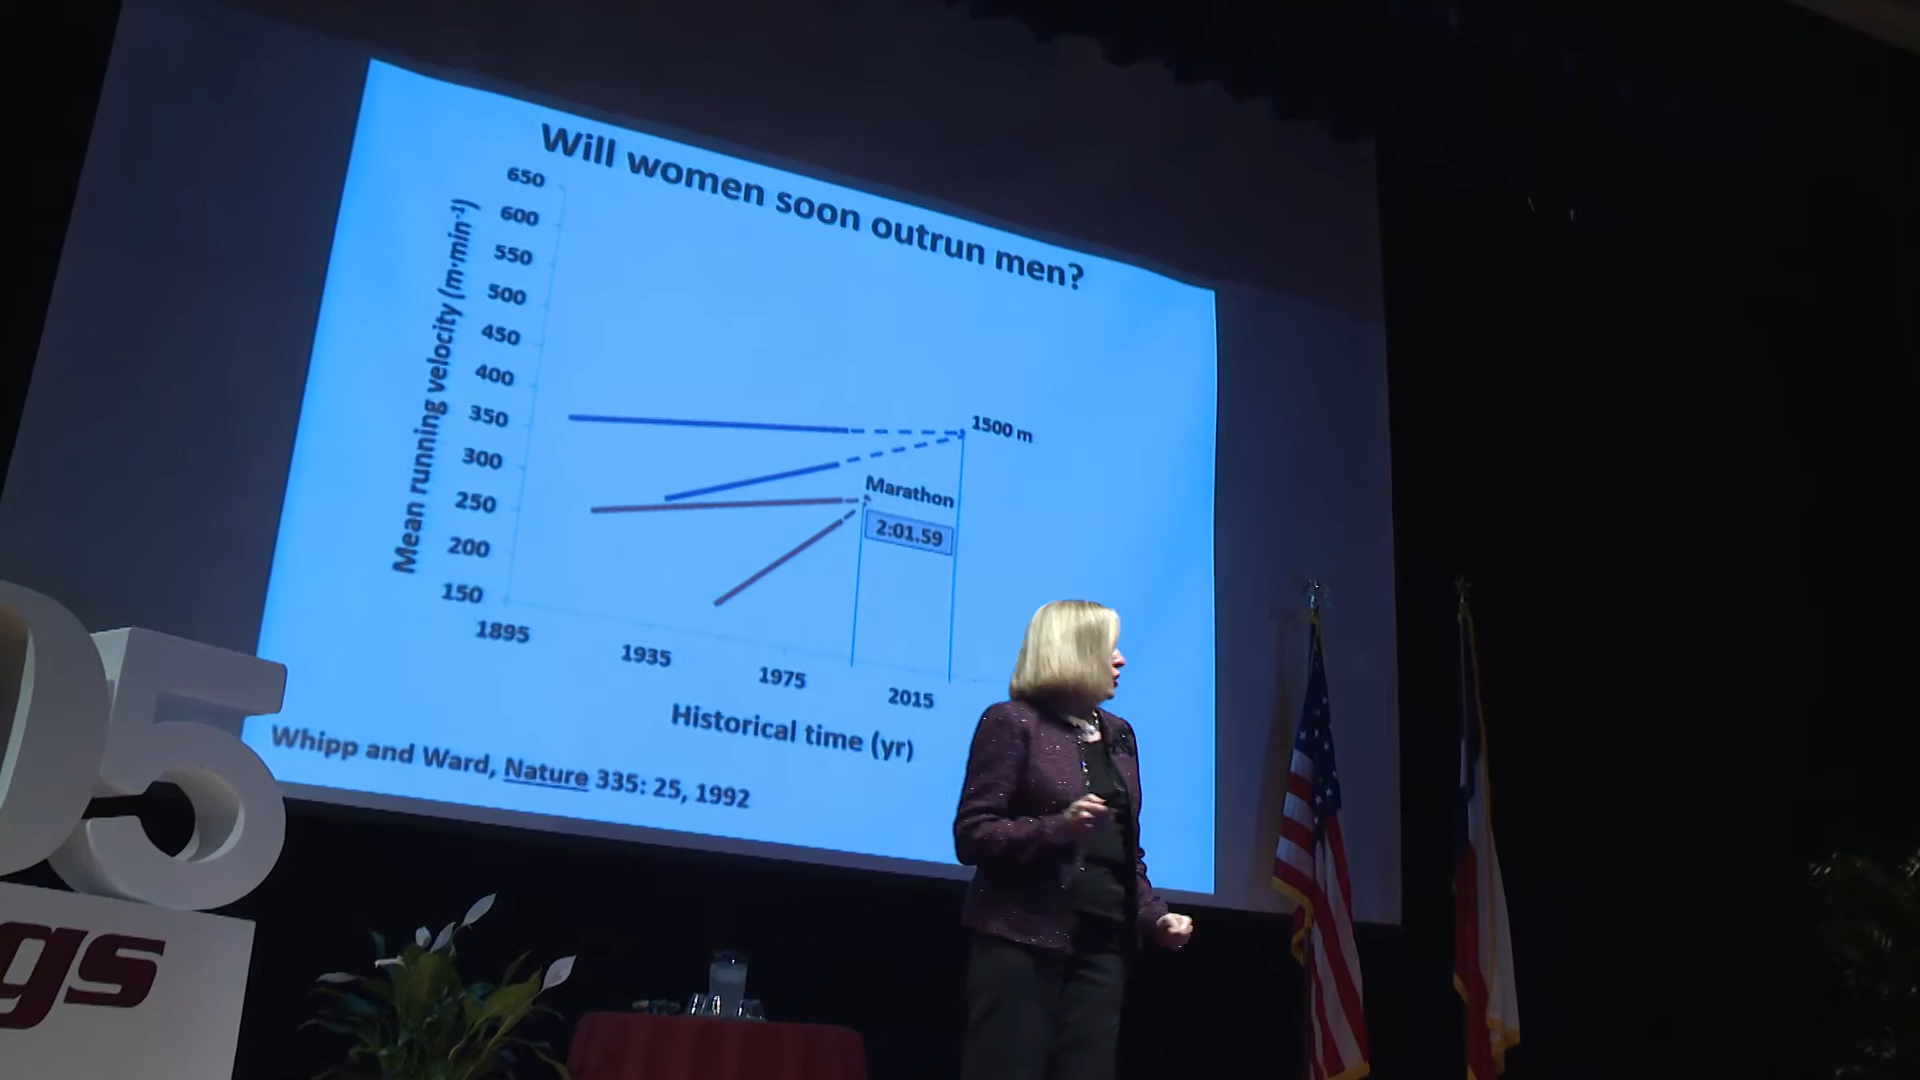 Will women soon outrun men?
Mean running velocity (m·min⁻¹)
650
600
550
500
450
400
350
300
250
200
150
1500 m
Marathon
2:01.59
1895
1935
1975
2015
Historical time (yr)
Whipp and Ward, Nature 335: 25, 1992
5
gs